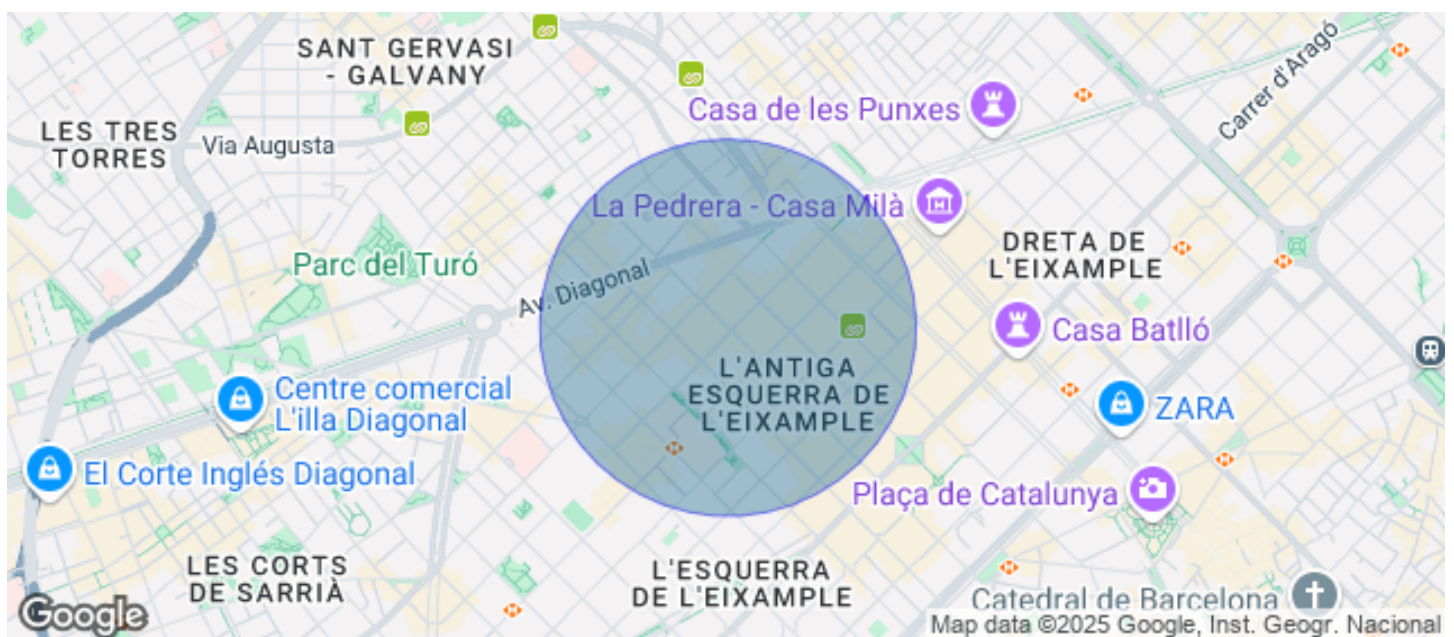 SANT GERVASI
- GALVANY
Casa de les Punxes
Carrer d'Aragó
LES TRES
TORRES
Via Augusta
La Pedrera - Casa Milà
DRETA DE
L'EIXAMPLE
Parc del Turó
Av. Diagonal
Casa Batlló
L'ANTIGA
ESQUERRA DE
L'EIXAMPLE
Centre comercial
L'illa Diagonal
ZARA
El Corte Inglés Diagonal
Plaça de Catalunya
LES CORTS
DE SARRIÀ
L'ESQUERRA
DE L'EIXAMPLE
Catedral de Barcelona
Google
Map data ©2025 Google, Inst. Geogr. Nacional